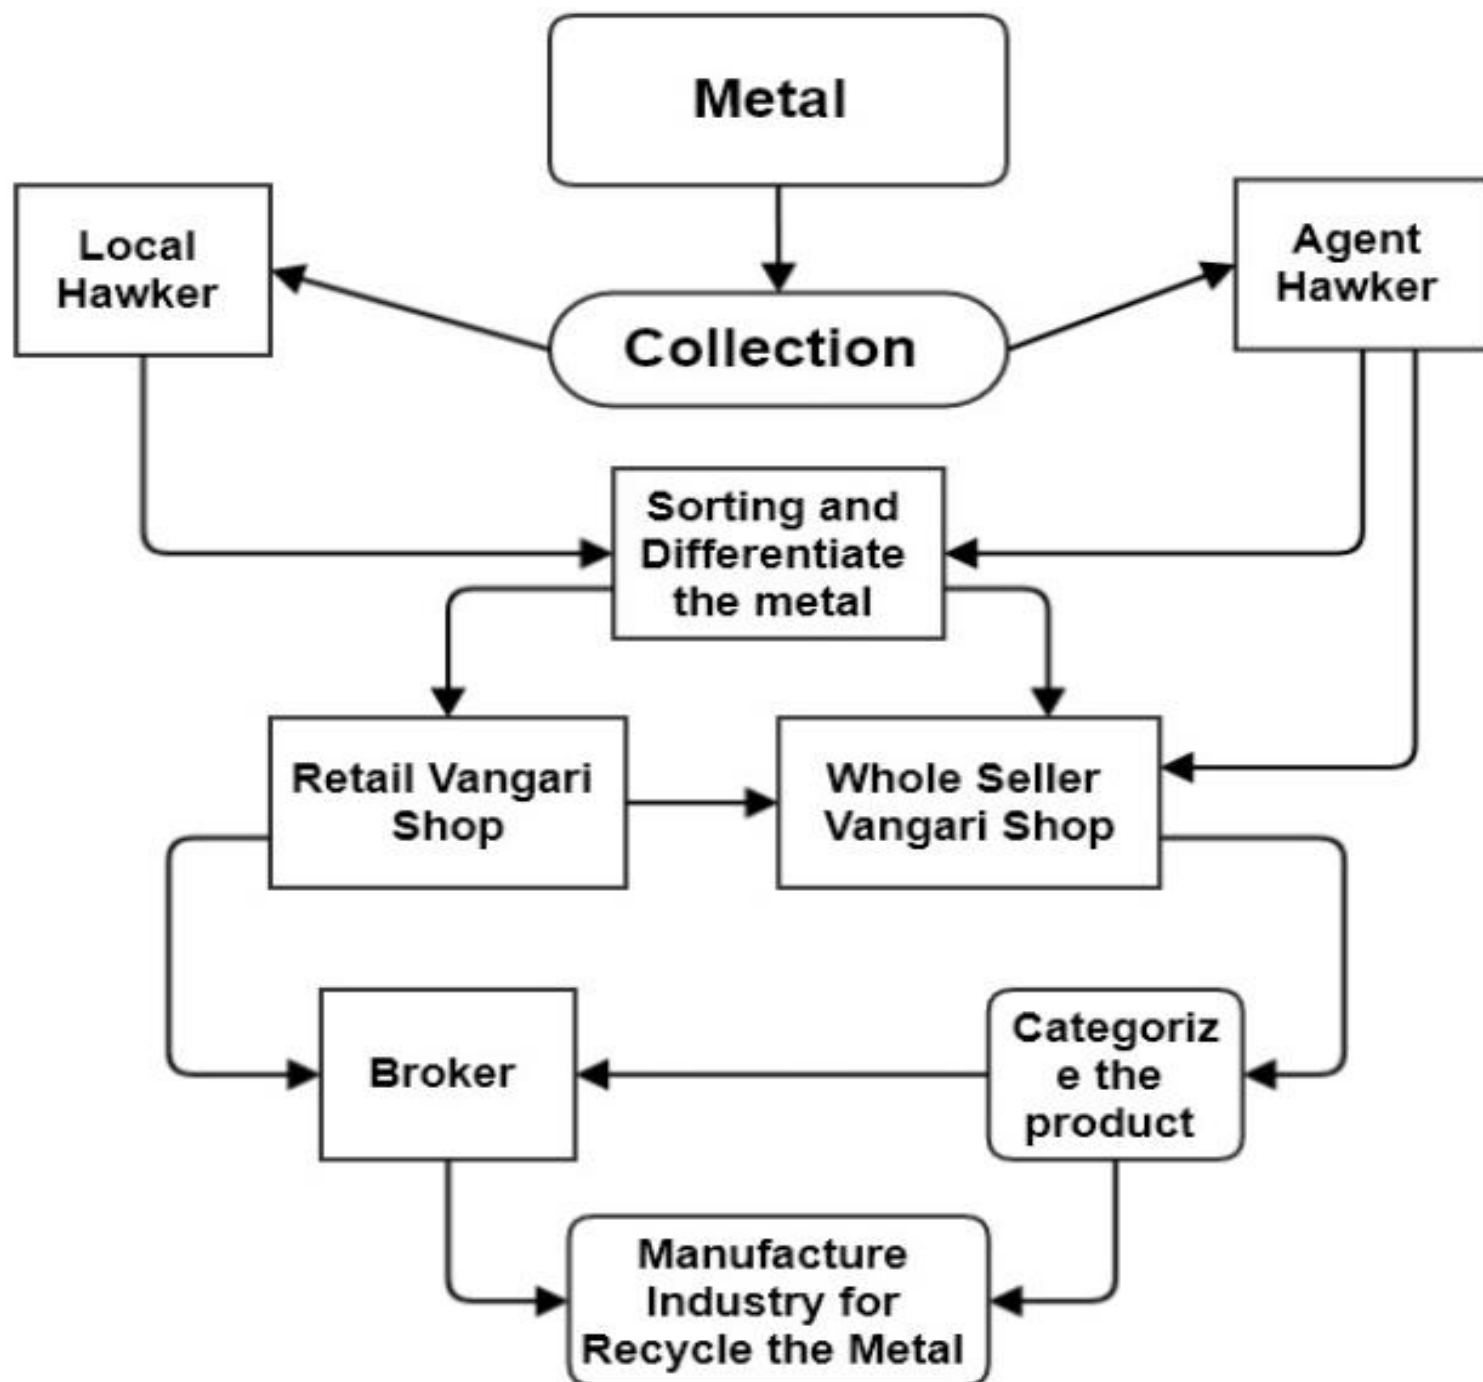 Metal
Local
Hawker
Agent
Hawker
Collection
Sorting and
Differentiate
the metal
Retail Vangari
Shop
Whole Seller
Vangari Shop
Broker
Categoriz
e the
product
Manufacture
Industry for
Recycle the Metal